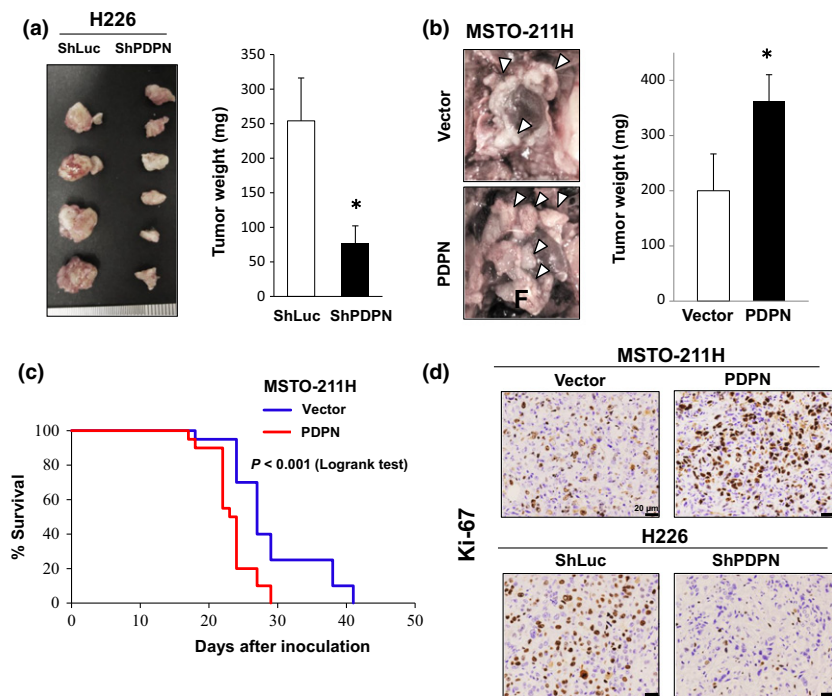 (a)
H226
ShLuc ShPDPN
Tumor weight (mg)
350
300
250
200
150
100
50
0
*
ShLuc ShPDPN
(b)
MSTO-211H
Vector
PDPN
F
Tumor weight (mg)
400
300
200
400
0
*
Vector PDPN
(c)
MSTO-211H
Vector
PDPN
P < 0.001 (Logrank test)
% Survival
100
80
60
40
20
0
0 10 20 30 40 50
Days after inoculation
(d)
MSTO-211H
Vector PDPN
20 µm
Ki-67
H226
ShLuc ShPDPN